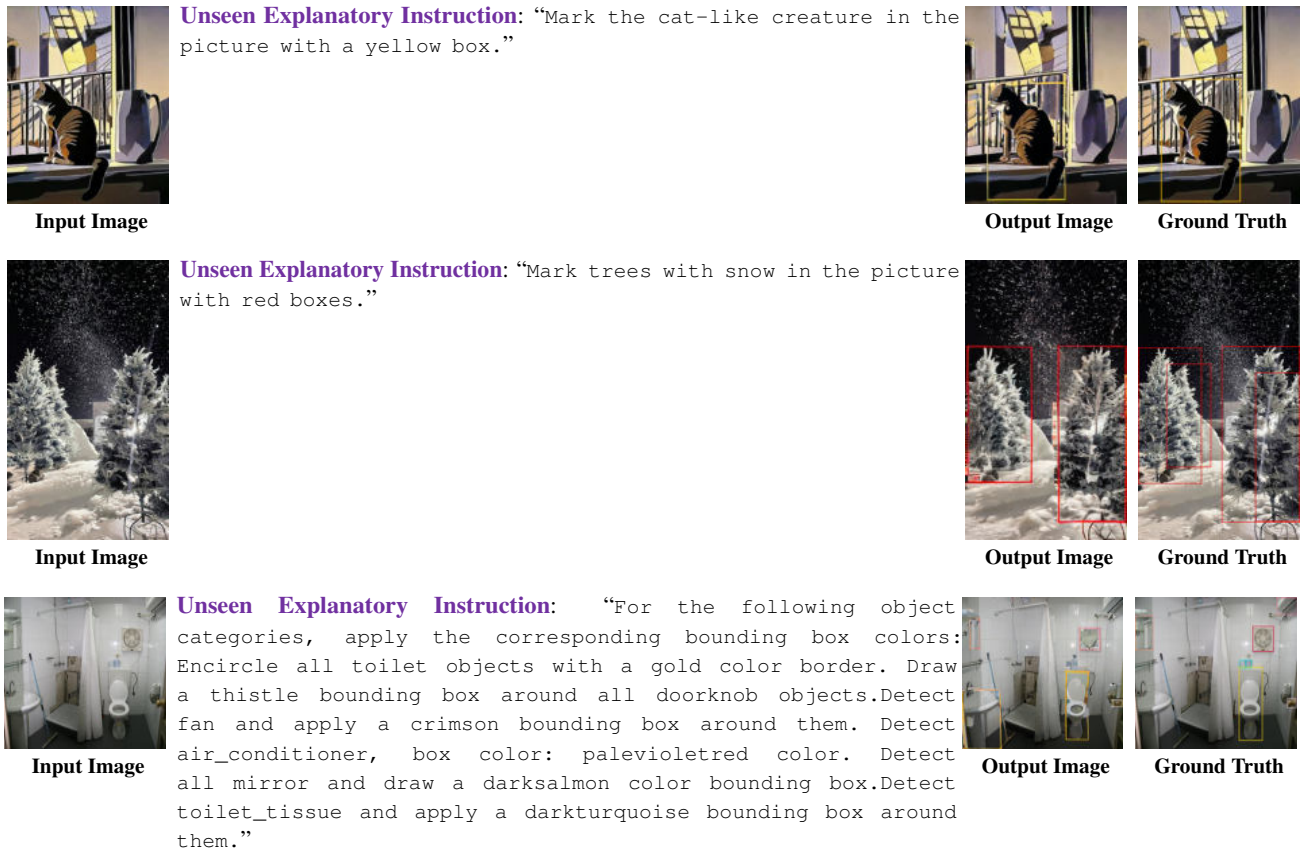 Unseen Explanatory Instruction: “Mark the cat-like creature in the
picture with a yellow box.”
Input Image
Output Image
Ground Truth
Unseen Explanatory Instruction: “Mark trees with snow in the picture
with red boxes.”
Input Image
Output Image
Ground Truth
Unseen Explanatory Instruction: “For the following object
categories, apply the corresponding bounding box colors:
Encircle all toilet objects with a gold color border. Draw
a thistle bounding box around all doorknob objects.Detect
fan and apply a crimson bounding box around them. Detect
air_conditioner, box color: palevioletred color. Detect
all mirror and draw a darksalmon color bounding box.Detect
toilet_tissue and apply a darkturquoise bounding box around
them.”
Input Image
Output Image
Ground Truth